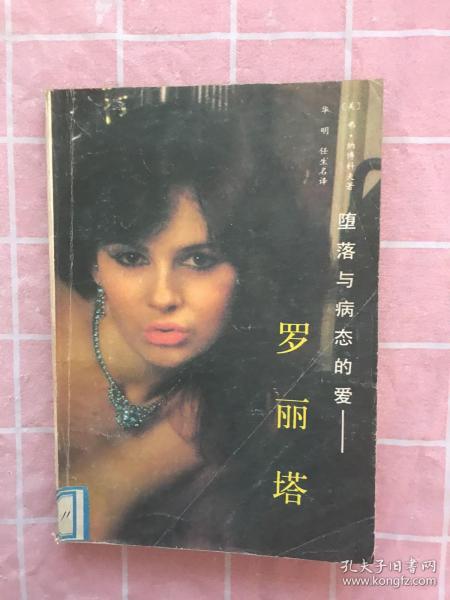 [美]弗·纳博科夫著
华明 任生名译
堕落与病态的爱——
罗丽塔
11
孔夫子旧书网
www.kongfz.com